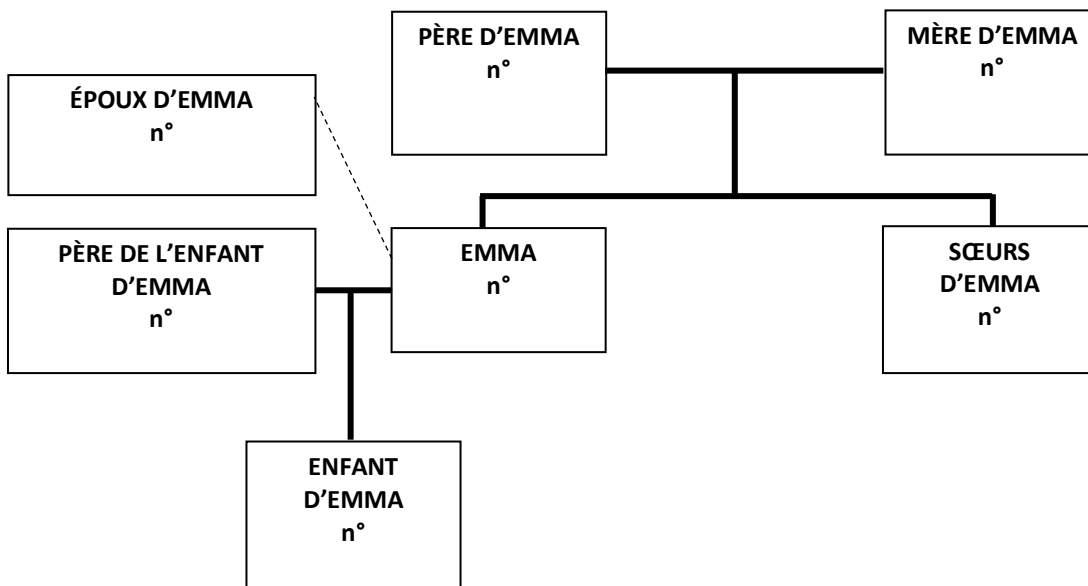 PÈRE D’EMMA
n°
MÈRE D’EMMA
n°
ÉPOUX D’EMMA
n°
PÈRE DE L’ENFANT
D’EMMA
n°
EMMA
n°
SŒURS
D’EMMA
n°
ENFANT
D’EMMA
n°